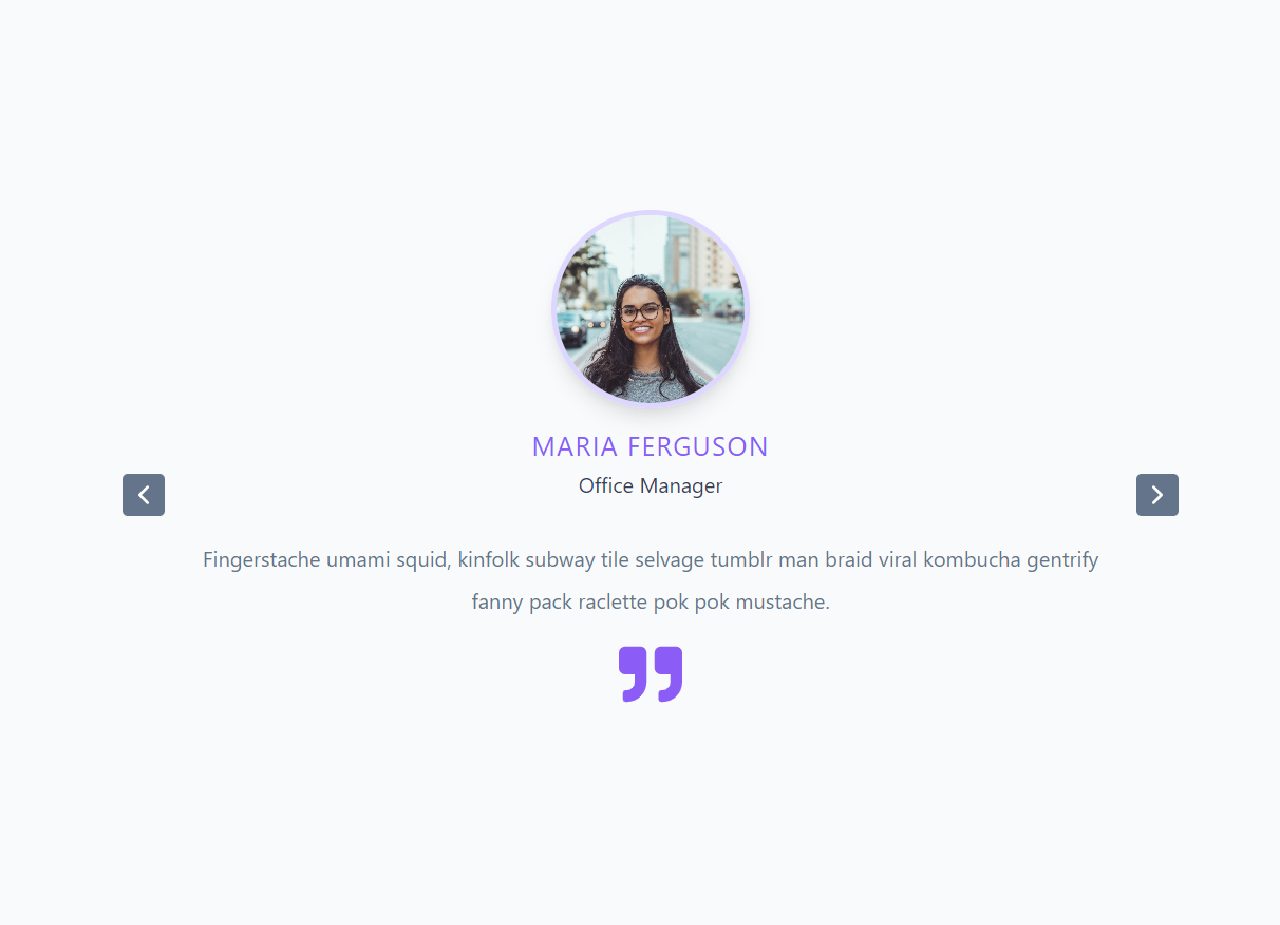 MARIA FERGUSON
Office Manager
Fingerstache umami squid, kinfolk subway tile selvage tumblr man braid viral kombucha gentrify
fanny pack raclette pok pok mustache.